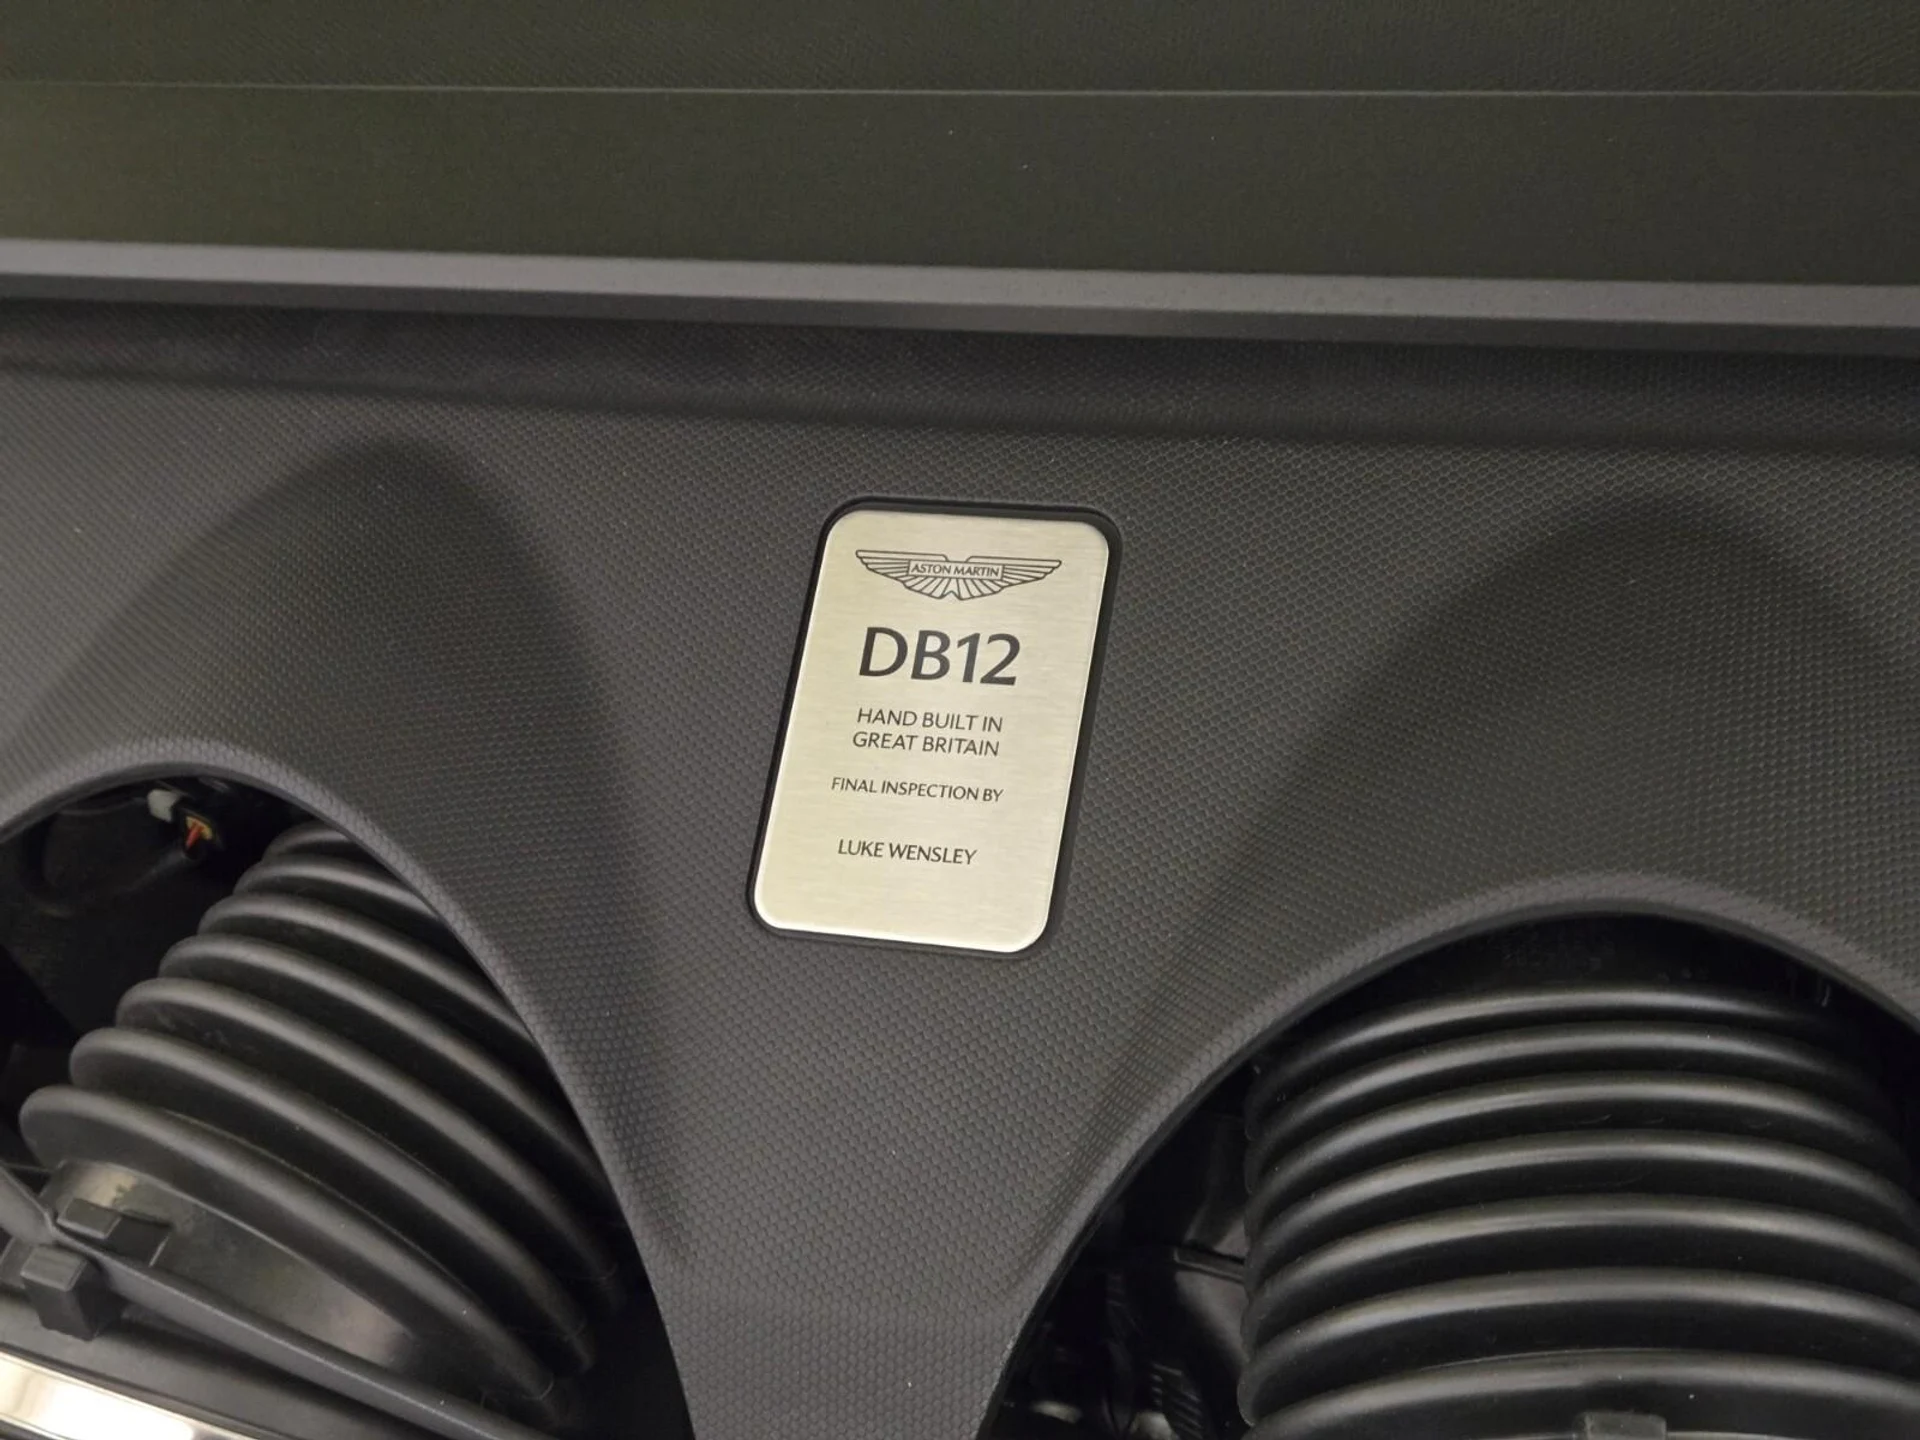 ASTON MARTIN
DB12
HAND BUILT IN
GREAT BRITAIN
FINAL INSPECTION BY
LUKE WENSLEY